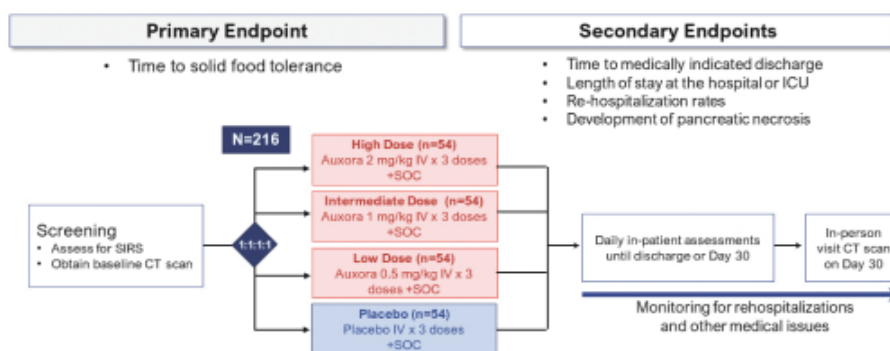 Primary Endpoint
• Time to solid food tolerance
Secondary Endpoints
• Time to medically indicated discharge
• Length of stay at the hospital or ICU
• Re-hospitalization rates
• Development of pancreatic necrosis
N=216
Screening
• Assess for SIRS
• Obtain baseline CT scan
1:1:1:1
High Dose (n=54)
Auxora 2 mg/kg IV x 3 doses
+SOC
Intermediate Dose (n=54)
Auxora 1 mg/kg IV x 3 doses
+SOC
Low Dose (n=54)
Auxora 0.5 mg/kg IV x 3
doses +SOC
Placebo (n=54)
Placebo IV x 3 doses
+SOC
Daily in-patient assessments
until discharge or Day 30
In-person
visit CT scan
on Day 30
Monitoring for rehospitalizations
and other medical issues